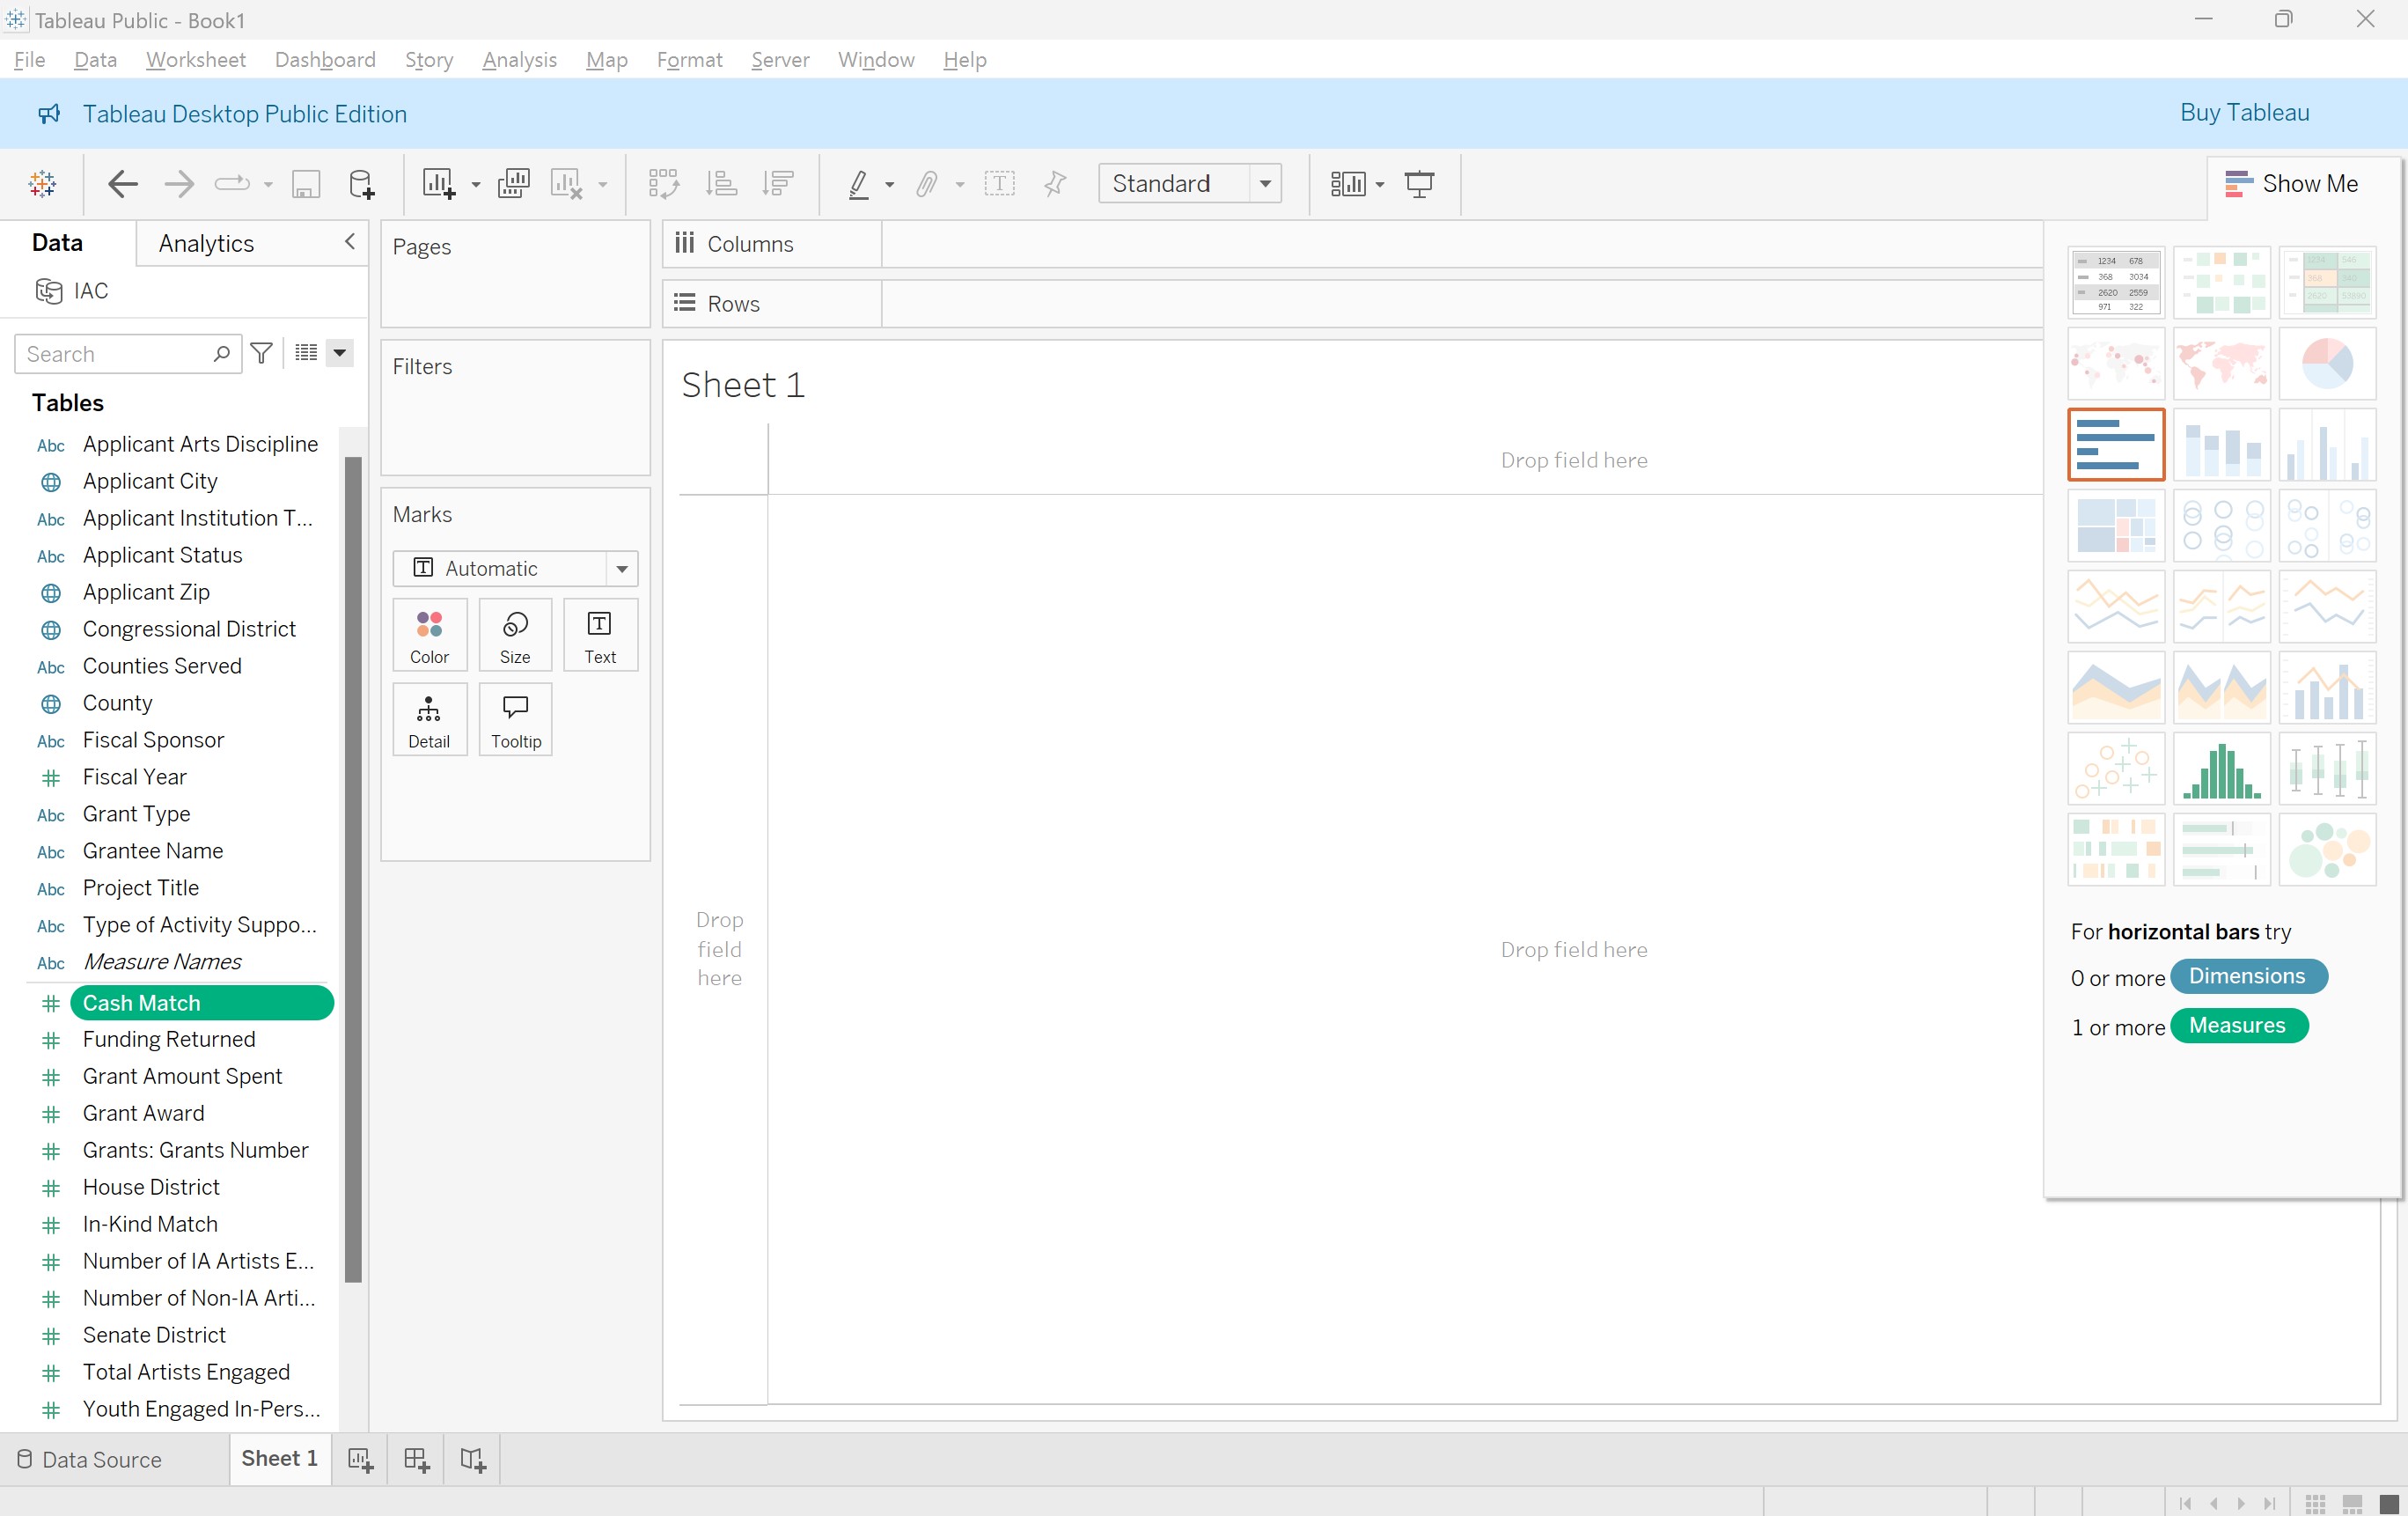 Tableau Public - Book1
File Data Worksheet Dashboard Story Analysis Map Format Server Window Help
Tableau Desktop Public Edition
Buy Tableau
Standard
Show Me
Data
Analytics
IAC
Search
Tables
Abc Applicant Arts Discipline
Applicant City
Abc Applicant Institution T...
Abc Applicant Status
Applicant Zip
Congressional District
Abc Counties Served
County
Abc Fiscal Sponsor
# Fiscal Year
Abc Grant Type
Abc Grantee Name
Abc Project Title
Abc Type of Activity Suppo...
Abc Measure Names
# Cash Match
# Funding Returned
# Grant Amount Spent
# Grant Award
# Grants: Grants Number
# House District
# In-Kind Match
# Number of IA Artists E...
# Number of Non-IA Arti...
# Senate District
# Total Artists Engaged
# Youth Engaged In-Pers...
Pages
Filters
Marks
T Automatic
Color
Size
T Text
Detail
Tooltip
Columns
Rows
Sheet 1
Drop field here
Drop
field
here
Drop field here
1234 678
368 3034
2620 2559
971 322
1234 546
368 340
2620 53890
For horizontal bars try
0 or more Dimensions
1 or more Measures
Data Source
Sheet 1